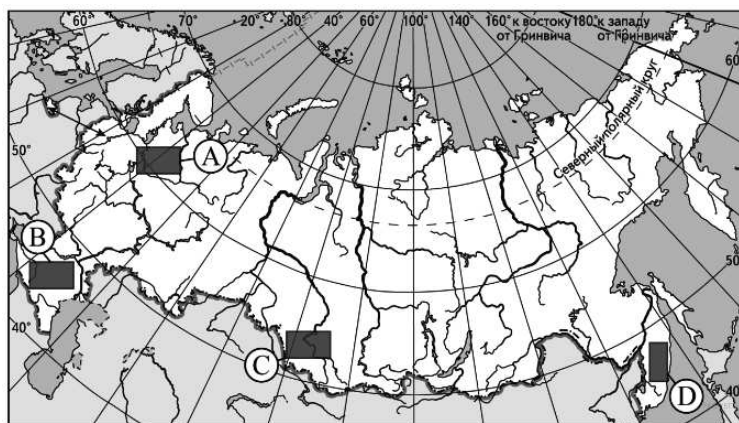 60° 70° 20° 80° 40° 60° 100° 140° 160° к востоку 180° к западу
от Гринвича от Гринвича
60
Северный полярный круг
50°
A
B
40°
50
C
D
40